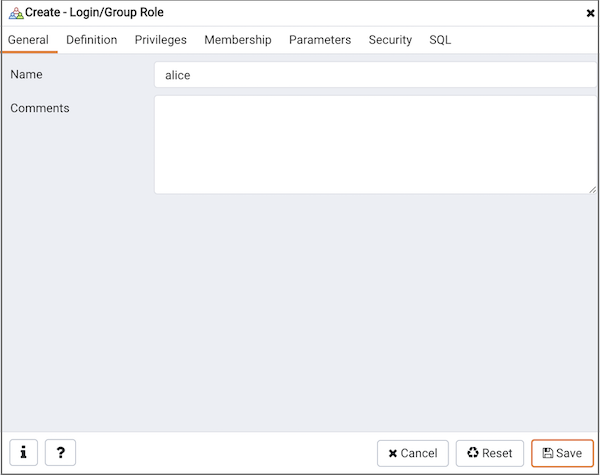 Create - Login/Group Role
General Definition Privileges Membership Parameters Security SQL
Name alice
Comments
i ? Cancel Reset Save